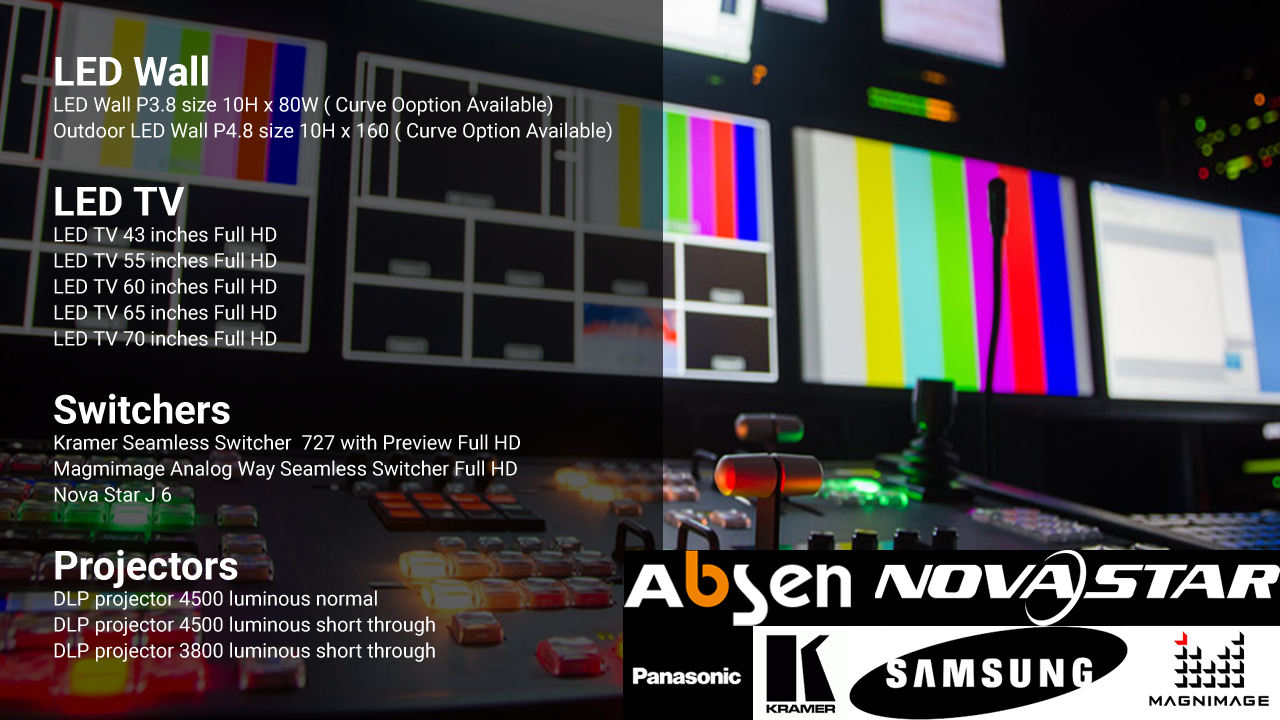 LED Wall
LED Wall P3.8 size 10H x 80W ( Curve Ooption Available)
Outdoor LED Wall P4.8 size 10H x 160 ( Curve Option Available)
LED TV
LED TV 43 inches Full HD
LED TV 55 inches Full HD
LED TV 60 inches Full HD
LED TV 65 inches Full HD
LED TV 70 inches Full HD
Switchers
Kramer Seamless Switcher  727 with Preview Full HD
Magmimage Analog Way Seamless Switcher Full HD
Nova Star J 6
Projectors
DLP projector 4500 luminous normal
DLP projector 4500 luminous short through
DLP projector 3800 luminous short through
Absen
NOVASTAR
Panasonic
K
KRAMER
SAMSUNG
MAGNIMAGE